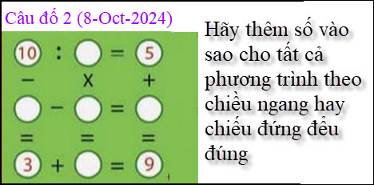 Câu đố 2 (8-Oct-2024)
10 : = 5
− x +
− =
= = =
3 + = 9
Hãy thêm số vào
sao cho tất cả
phương trình theo
chiều ngang hay
chiếu đứng đểu
đúng